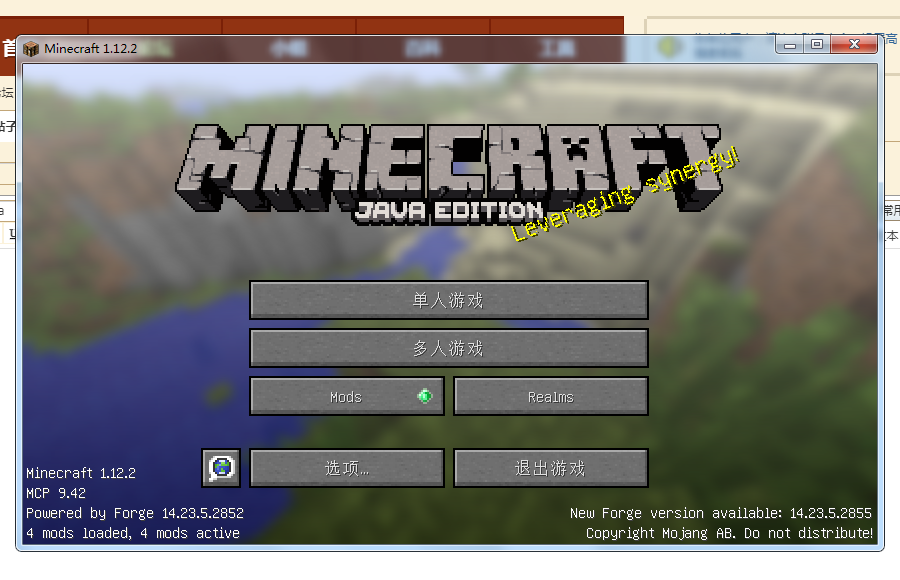 Minecraft 1.12.2
MINECRAFT
JAVA EDITION
Leveraging synergy!
单人游戏
多人游戏
Mods
Realms
选项...
退出游戏
Minecraft 1.12.2
MCP 9.42
Powered by Forge 14.23.5.2852
4 mods loaded, 4 mods active
New Forge version available: 14.23.5.2855
Copyright Mojang AB. Do not distribute!